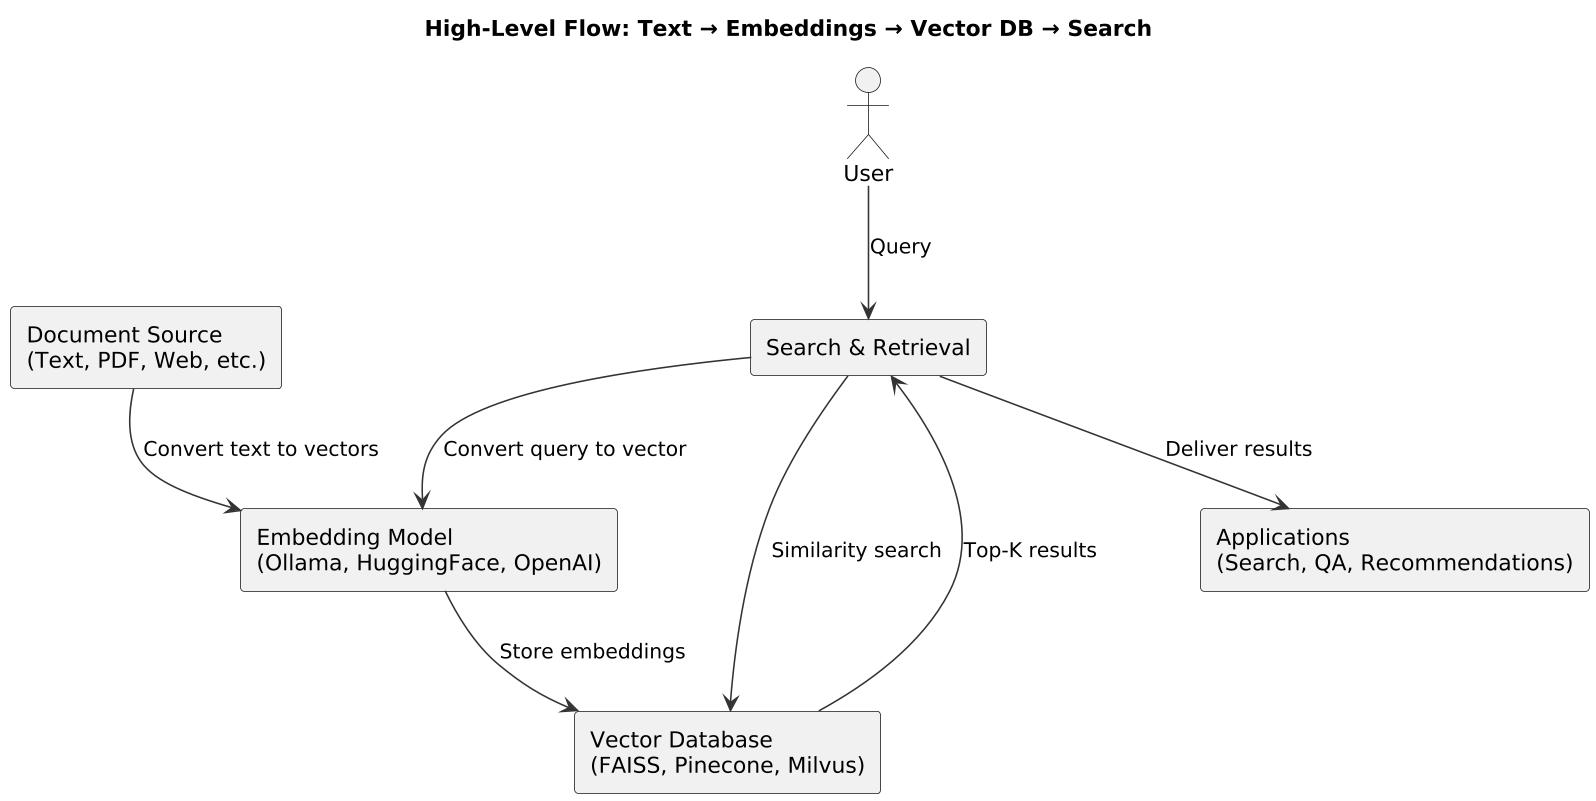 High-Level Flow: Text → Embeddings → Vector DB → Search
User
Query
Document Source
(Text, PDF, Web, etc.)
Search & Retrieval
Convert text to vectors
Convert query to vector
Deliver results
Embedding Model
(Ollama, HuggingFace, OpenAI)
Similarity search
Top-K results
Applications
(Search, QA, Recommendations)
Store embeddings
Vector Database
(FAISS, Pinecone, Milvus)